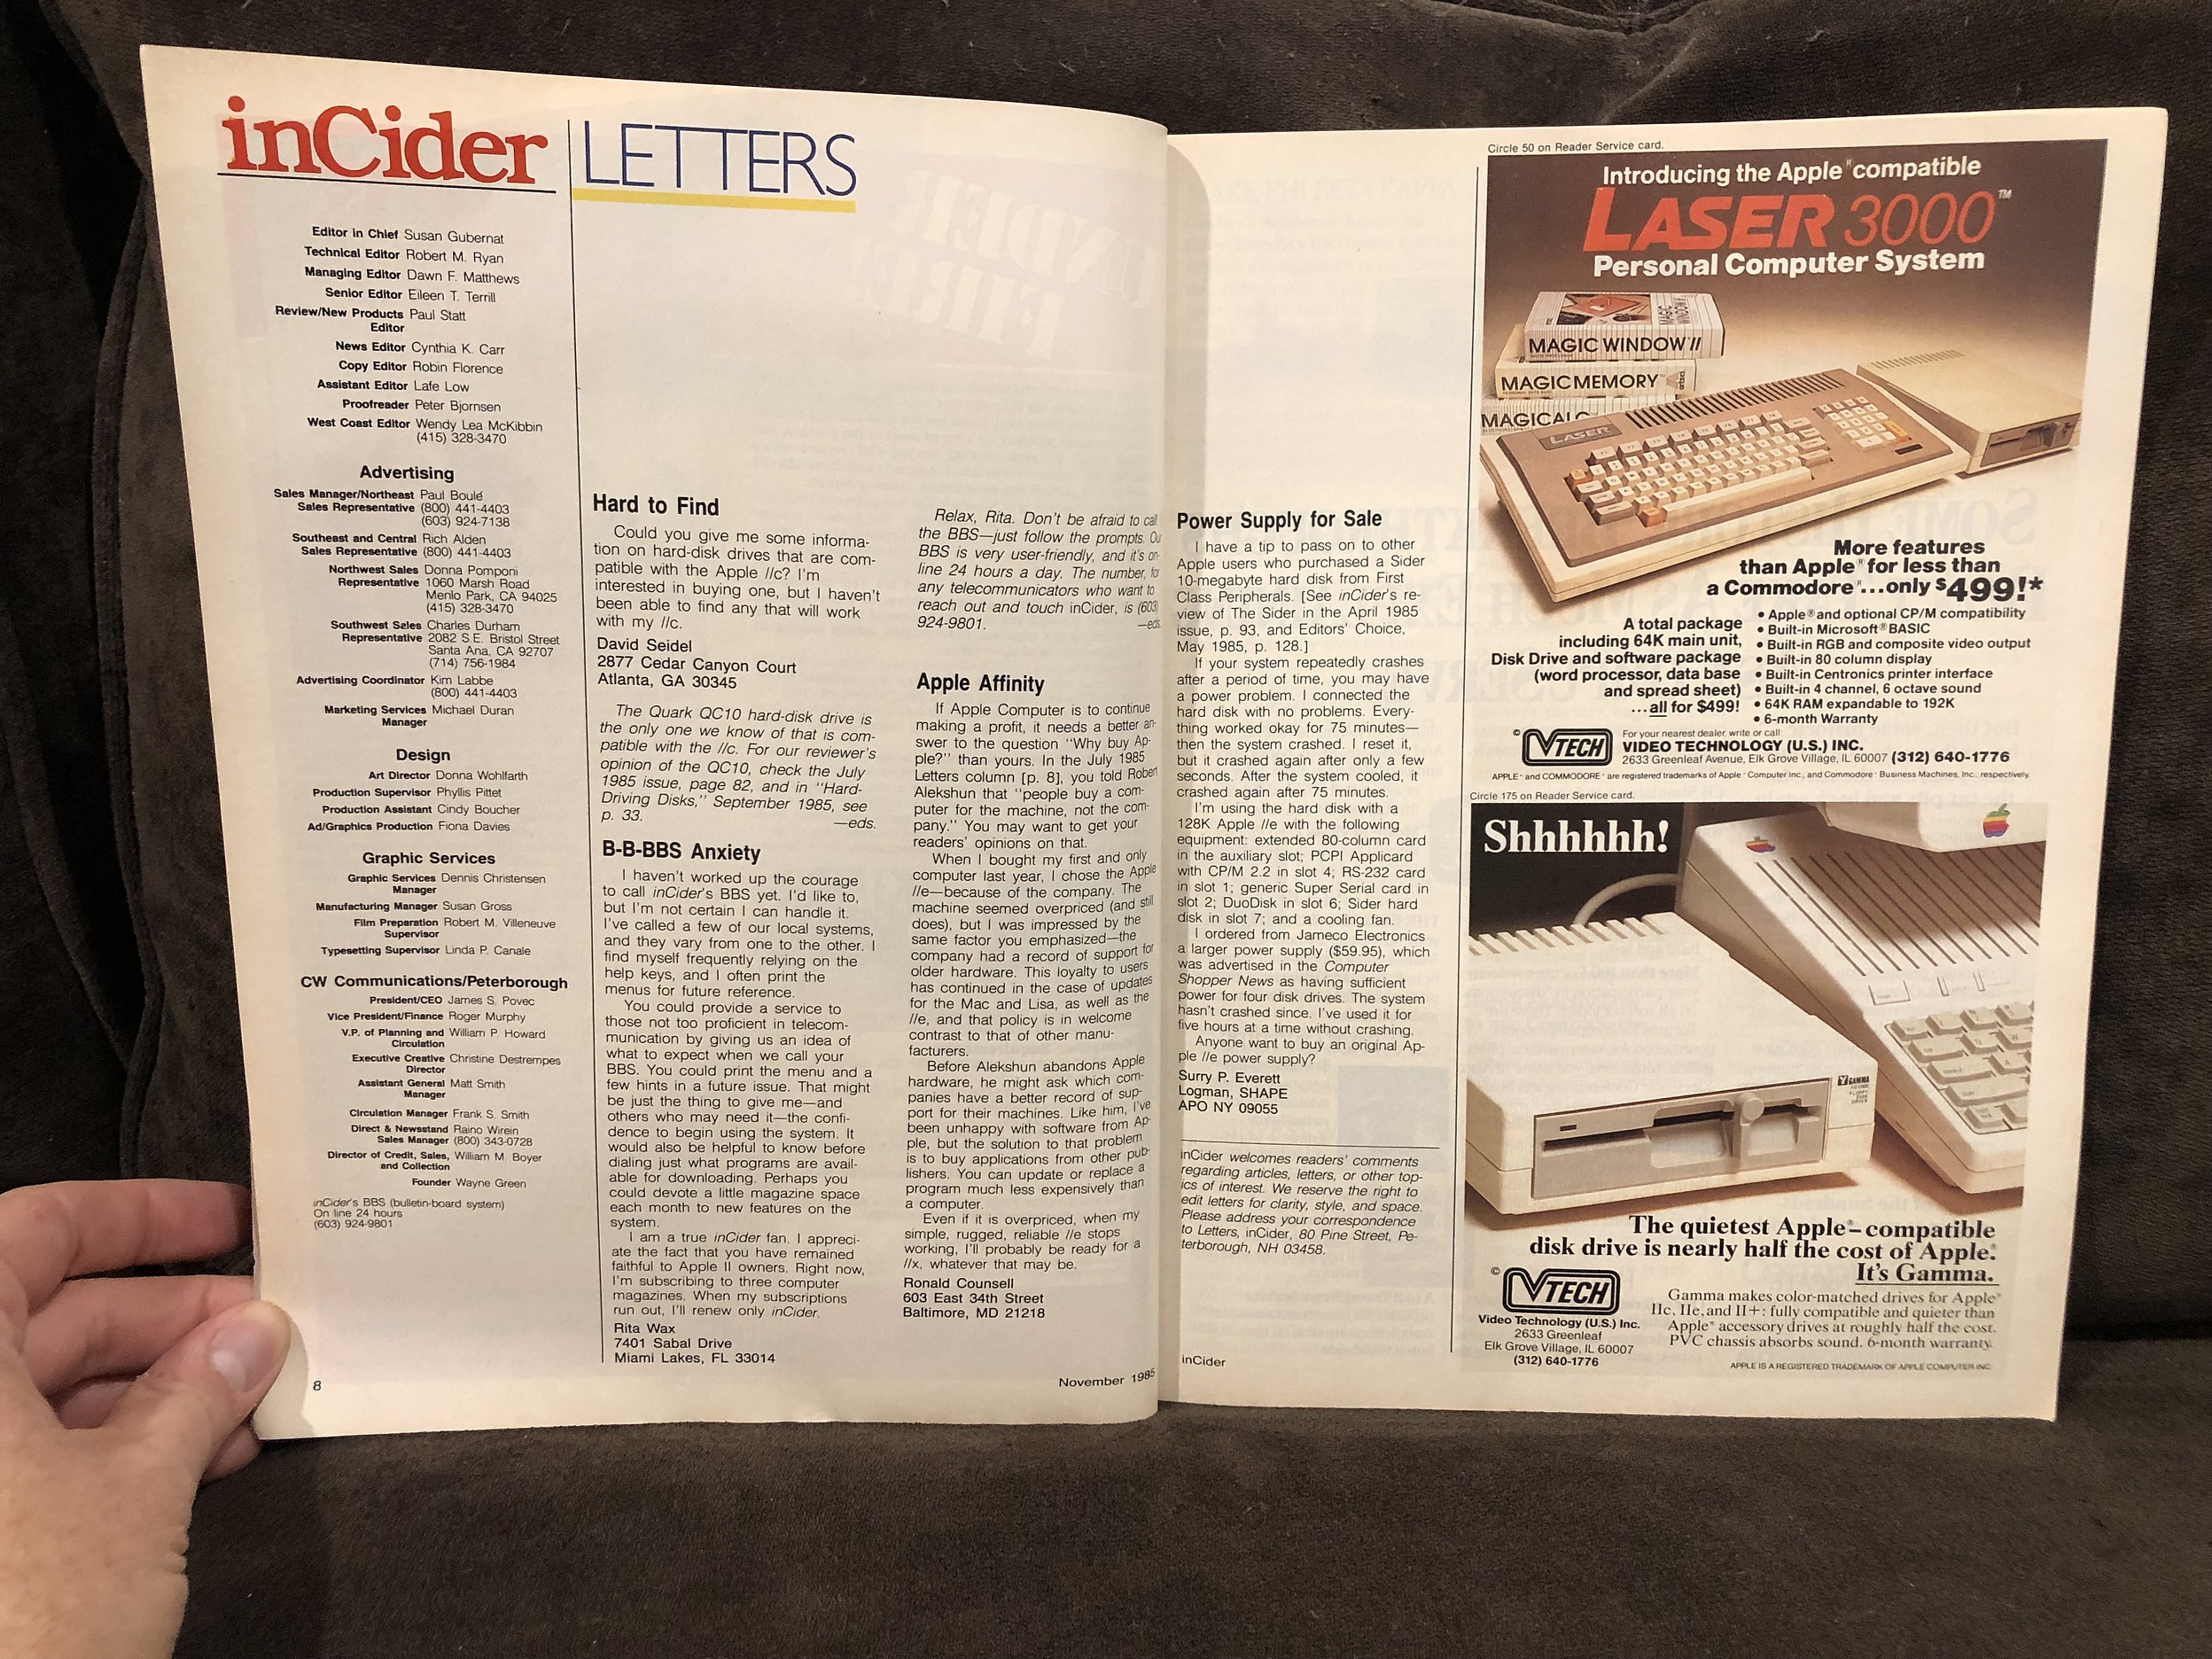 inCider
LETTERS
Editor in Chief Susan Gubernat
Technical Editor Robert M. Ryan
Managing Editor Dawn F. Matthews
Senior Editor Eileen T. Terrill
Review/New Products Paul Statt
Editor
News Editor Cynthia K. Carr
Copy Editor Robin Florence
Assistant Editor Lafe Low
Proofreader Peter Bjornsen
West Coast Editor Wendy Lea McKibbin
(415) 328-3470
Advertising
Sales Manager/Northeast Paul Boulé
Sales Representative (800) 441-4403
(603) 924-7138
Southeast and Central Rich Alden
Sales Representative (800) 441-4403
Northwest Sales Donna Pomponi
Representative 1060 Marsh Road
Menlo Park, CA 94025
(415) 328-3470
Southwest Sales Charles Durham
Representative 2082 S.E. Bristol Street
Santa Ana, CA 92707
(714) 756-1984
Advertising Coordinator Kim Labbe
(800) 441-4403
Marketing Services Michael Duran
Manager
Design
Art Director Donna Wohlfarth
Production Supervisor Phyllis Pittet
Production Assistant Cindy Boucher
Ad/Graphics Production Fiona Davies
Graphic Services
Graphic Services Dennis Christensen
Manager
Manufacturing Manager Susan Gross
Film Preparation Robert M. Villeneuve
Supervisor
Typesetting Supervisor Linda P. Canale
CW Communications/Peterborough
President/CEO James S. Povec
Vice President/Finance Roger Murphy
V.P. of Planning and William P. Howard
Circulation
Executive Creative Christine Destrempes
Director
Assistant General Matt Smith
Manager
Circulation Manager Frank S. Smith
Direct & Newsstand Raino Wirein
Sales Manager (800) 343-0728
Director of Credit, Sales, William M. Boyer
and Collection
Founder Wayne Green
inCider's BBS (bulletin-board system)
On line 24 hours
(603) 924-9801
8
Hard to Find
Could you give me some informa-
tion on hard-disk drives that are com-
patible with the Apple //c? I'm
interested in buying one, but I haven't
been able to find any that will work
with my //c.
David Seidel
2877 Cedar Canyon Court
Atlanta, GA 30345
The Quark QC10 hard-disk drive is
the only one we know of that is com-
patible with the //c. For our reviewer's
opinion of the QC10, check the July
1985 issue, page 82, and in "Hard-
Driving Disks," September 1985, see
p. 33.
—eds.
B-B-BBS Anxiety
I haven't worked up the courage
to call inCider's BBS yet. I'd like to,
but I'm not certain I can handle it.
I've called a few of our local systems,
and they vary from one to the other. I
find myself frequently relying on the
help keys, and I often print the
menus for future reference.
You could provide a service to
those not too proficient in telecom-
munication by giving us an idea of
what to expect when we call your
BBS. You could print the menu and a
few hints in a future issue. That might
be just the thing to give me—and
others who may need it—the confi-
dence to begin using the system. It
would also be helpful to know before
dialing just what programs are avail-
able for downloading. Perhaps you
could devote a little magazine space
each month to new features on the
system.
I am a true inCider fan. I appreci-
ate the fact that you have remained
faithful to Apple II owners. Right now,
I'm subscribing to three computer
magazines. When my subscriptions
run out, I'll renew only inCider.
Rita Wax
7401 Sabal Drive
Miami Lakes, FL 33014
Relax, Rita. Don't be afraid to call
the BBS—just follow the prompts. Our
BBS is very user-friendly, and it's on-
line 24 hours a day. The number, for
any telecommunicators who want to
reach out and touch inCider, is (603)
924-9801.
—eds.
Apple Affinity
If Apple Computer is to continue
making a profit, it needs a better an-
swer to the question "Why buy Ap-
ple?" than yours. In the July 1985
Letters column [p. 8], you told Robert
Alekshun that "people buy a com-
puter for the machine, not the com-
pany." You may want to get your
readers' opinions on that.
When I bought my first and only
computer last year, I chose the Apple
//e—because of the company. The
machine seemed overpriced (and still
does), but I was impressed by the
same factor you emphasized—the
company had a record of support for
older hardware. This loyalty to users
has continued in the case of updates
for the Mac and Lisa, as well as the
//e, and that policy is in welcome
contrast to that of other manu-
facturers.
Before Alekshun abandons Apple
hardware, he might ask which com-
panies have a better record of sup-
port for their machines. Like him, I've
been unhappy with software from Ap-
ple, but the solution to that problem
is to buy applications from other pub-
lishers. You can update or replace a
program much less expensively than
a computer.
Even if it is overpriced, when my
simple, rugged, reliable //e stops
working, I'll probably be ready for a
//x, whatever that may be.
Ronald Counsell
603 East 34th Street
Baltimore, MD 21218
November 1985
Power Supply for Sale
I have a tip to pass on to other
Apple users who purchased a Sider
10-megabyte hard disk from First
Class Peripherals. [See inCider's re-
view of The Sider in the April 1985
issue, p. 93, and Editors' Choice,
May 1985, p. 128.]
If your system repeatedly crashes
after a period of time, you may have
a power problem. I connected the
hard disk with no problems. Every-
thing worked okay for 75 minutes—
then the system crashed. I reset it,
but it crashed again after only a few
seconds. After the system cooled, it
crashed again after 75 minutes.
I'm using the hard disk with a
128K Apple //e with the following
equipment: extended 80-column card
in the auxiliary slot; PCPI Applicard
with CP/M 2.2 in slot 4; RS-232 card
in slot 1; generic Super Serial card in
slot 2; DuoDisk in slot 6; Sider hard
disk in slot 7; and a cooling fan.
I ordered from Jameco Electronics
a larger power supply ($59.95), which
was advertised in the Computer
Shopper News as having sufficient
power for four disk drives. The system
hasn't crashed since. I've used it for
five hours at a time without crashing.
Anyone want to buy an original Ap-
ple //e power supply?
Surry P. Everett
Logman, SHAPE
APO NY 09055
inCider welcomes readers' comments
regarding articles, letters, or other top-
ics of interest. We reserve the right to
edit letters for clarity, style, and space.
Please address your correspondence
to Letters, inCider, 80 Pine Street, Pe-
terborough, NH 03458.
inCider
Circle 50 on Reader Service card.
Introducing the Apple® compatible
LASER 3000™
Personal Computer System
MAGIC WINDOW II
MAGICMEMORY
artsci
MAGICALC
LASER
More features
than Apple® for less than
a Commodore®...only $499!*
A total package
including 64K main unit,
Disk Drive and software package
(word processor, data base
and spread sheet)
...all for $499!
• Apple® and optional CP/M compatibility
• Built-in Microsoft® BASIC
• Built-in RGB and composite video output
• Built-in 80 column display
• Built-in Centronics printer interface
• Built-in 4 channel, 6 octave sound
• 64K RAM expandable to 192K
• 6-month Warranty
© VTECH
For your nearest dealer, write or call:
VIDEO TECHNOLOGY (U.S.) INC.
2633 Greenleaf Avenue, Elk Grove Village, IL 60007 (312) 640-1776
APPLE® and COMMODORE® are registered trademarks of Apple® Computer Inc., and Commodore® Business Machines, Inc., respectively.
Circle 175 on Reader Service card.
Shhhhhh!
GAMMA
The quietest Apple®-compatible
disk drive is nearly half the cost of Apple.®
It's Gamma.
© VTECH
Video Technology (U.S.) Inc.
2633 Greenleaf
Elk Grove Village, IL 60007
(312) 640-1776
Gamma makes color-matched drives for Apple®
IIc, IIe, and II+: fully compatible and quieter than
Apple® accessory drives at roughly half the cost.
PVC chassis absorbs sound. 6-month warranty.
APPLE IS A REGISTERED TRADEMARK OF APPLE COMPUTER INC.